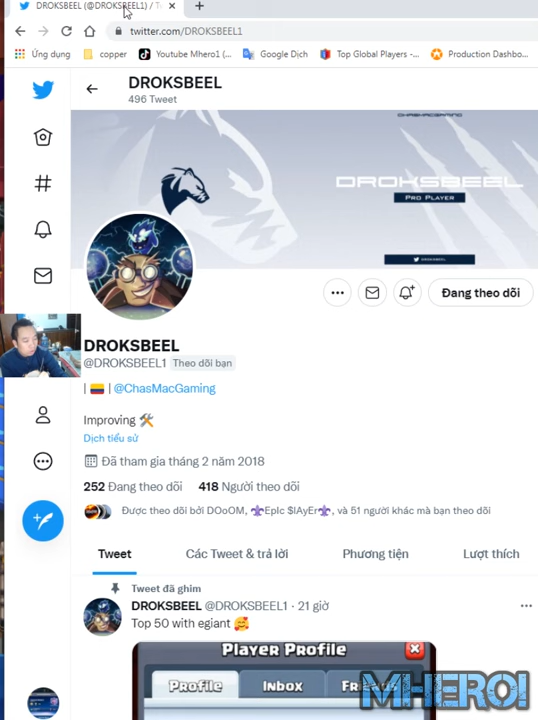 DROKSBEEL (@DROKSBEEL1) / T
twitter.com/DROKSBEEL1
Ứng dụng
copper
Youtube Mhero1 (...
Google Dịch
Top Global Players -...
Production Dashbo...
DROKSBEEL
496 Tweet
CHASMACGAMING
DROKSBEEL
PRO PLAYER
DROKSBEEL
Đang theo dõi
DROKSBEEL
@DROKSBEEL1 Theo dõi bạn
| 🇨🇴 | @ChasMacGaming
Improving 🛠️
Dịch tiểu sử
Đã tham gia tháng 2 năm 2018
252 Đang theo dõi 418 Người theo dõi
Được theo dõi bởi DOoOM, ⚜EpIc $lAyEr⚜, và 51 người khác mà bạn theo dõi
Tweet Các Tweet & trả lời Phương tiện Lượt thích
Tweet đã ghim
DROKSBEEL @DROKSBEEL1 · 21 giờ
Top 50 with egiant 🥰
Player Profile
Profile Inbox Frien
MHERO1